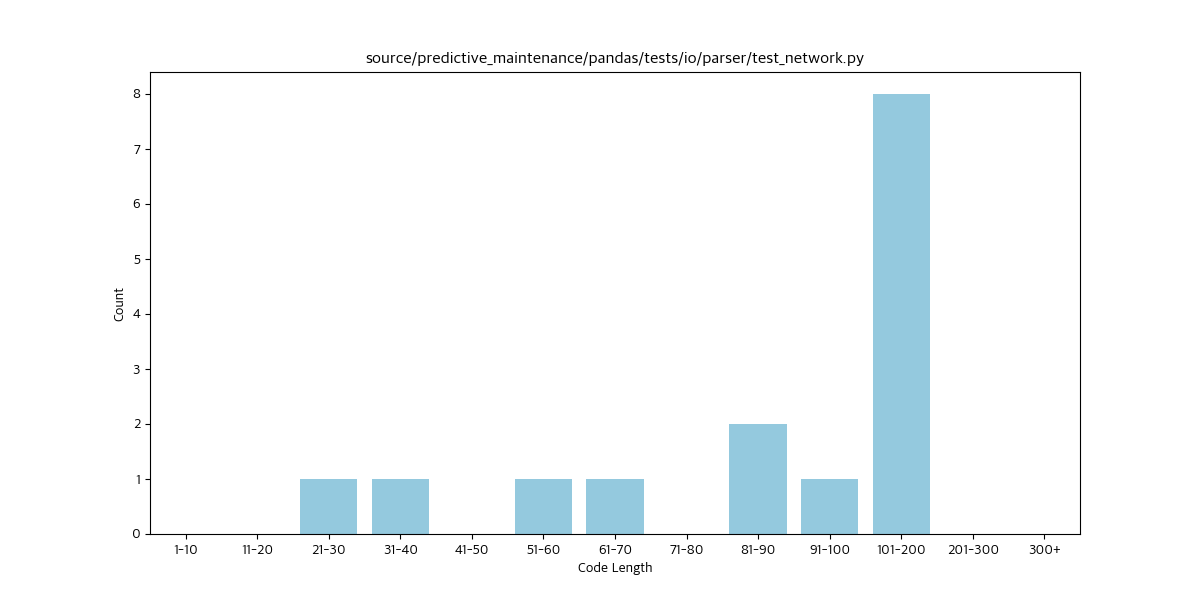 source/predictive_maintenance/pandas/tests/io/parser/test_network.py
8
7
6
5
4
3
2
1
0
Count
1-10 11-20 21-30 31-40 41-50 51-60 61-70 71-80 81-90 91-100 101-200 201-300 300+
Code Length